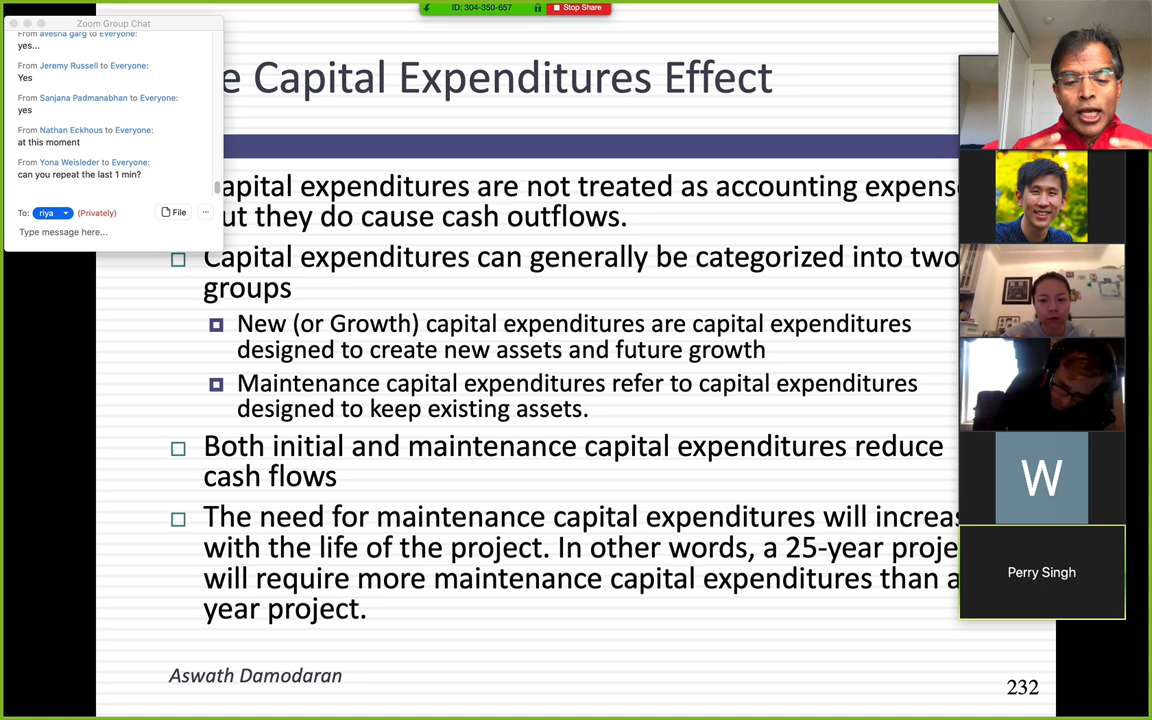 ID: 304-350-657
Stop Share
Zoom Group Chat
From avesha garg to Everyone:
yes...
From Jeremy Russell to Everyone:
Yes
From Sanjana Padmanabhan to Everyone:
yes
From Nathan Eckhous to Everyone:
at this moment
From Yona Weisleder to Everyone:
can you repeat the last 1 min?
To: riya (Privately)
File
...
Type message here...
e Capital Expenditures Effect
apital expenditures are not treated as accounting expens
ut they do cause cash outflows.
Capital expenditures can generally be categorized into two
groups
New (or Growth) capital expenditures are capital expenditures
designed to create new assets and future growth
Maintenance capital expenditures refer to capital expenditures
designed to keep existing assets.
Both initial and maintenance capital expenditures reduce
cash flows
The need for maintenance capital expenditures will increas
with the life of the project. In other words, a 25-year proje
will require more maintenance capital expenditures than a
year project.
Aswath Damodaran
232
W
Perry Singh